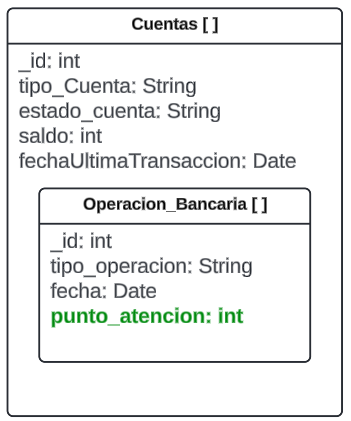 Cuentas [ ]
_id: int
tipo_Cuenta: String
estado_cuenta: String
saldo: int
fechaUltimaTransaccion: Date
Operacion_Bancaria [ ]
_id: int
tipo_operacion: String
fecha: Date
punto_atencion: int